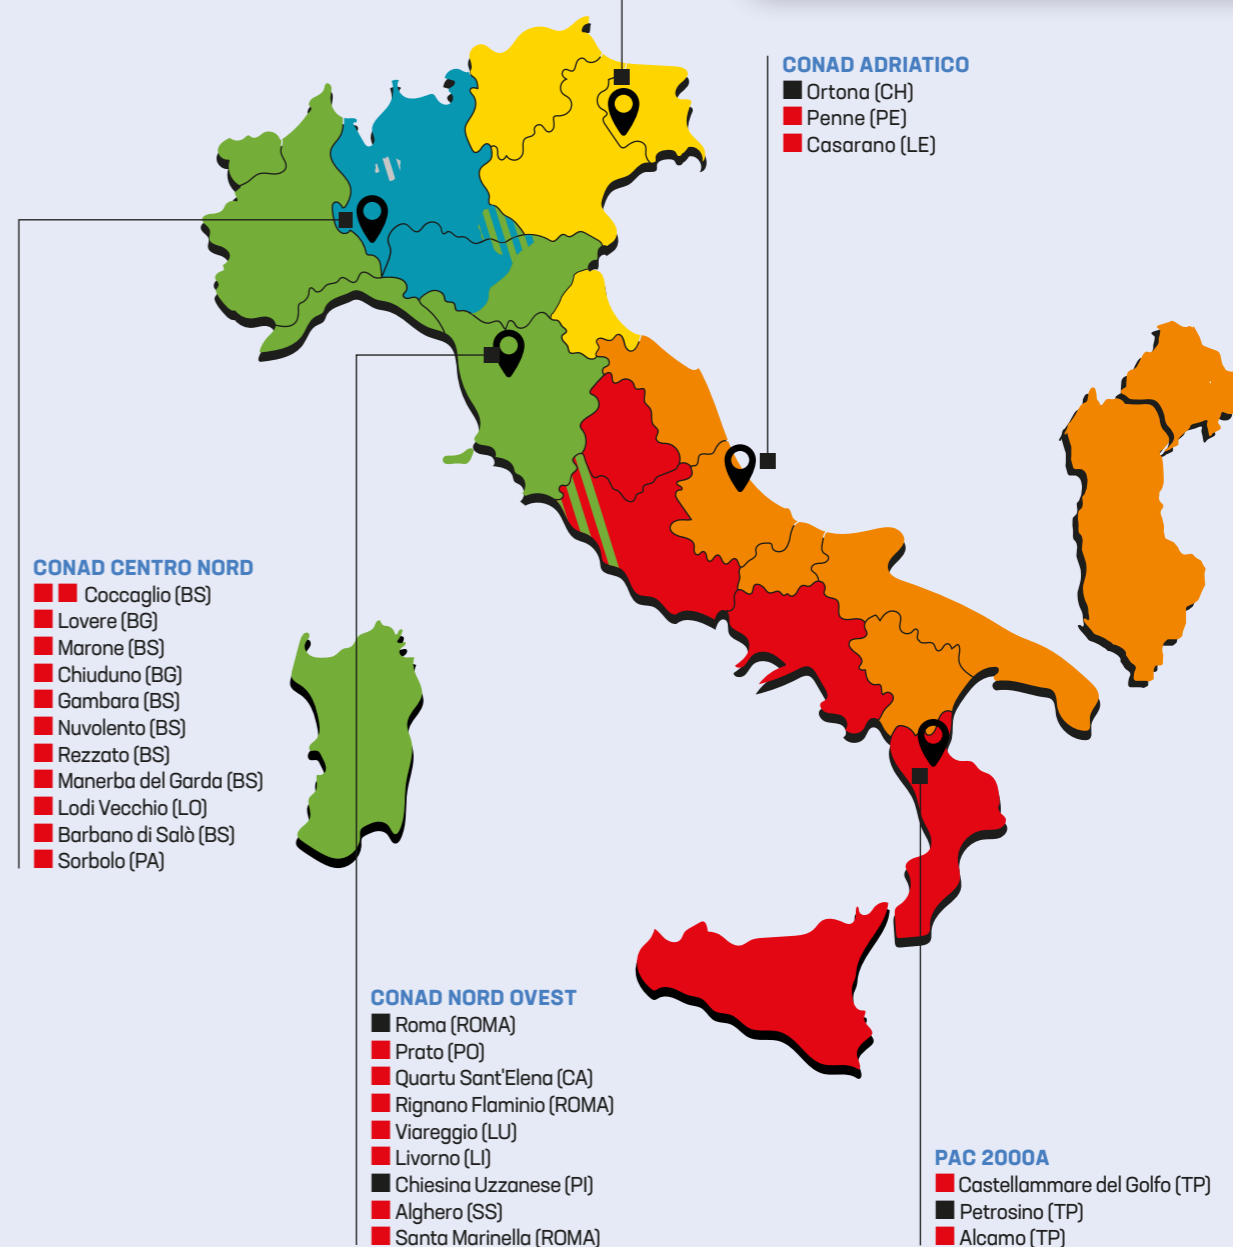 CONAD ADRIATICO
Ortona (CH)
Penne (PE)
Casarano (LE)
CONAD CENTRO NORD
Coccaglio (BS)
Lovere (BG)
Marone (BS)
Chiuduno (BG)
Gambara (BS)
Nuvolento (BS)
Rezzato (BS)
Manerba del Garda (BS)
Lodi Vecchio (LO)
Barbano di Salò (BS)
Sorbolo (PA)
CONAD NORD OVEST
Roma (ROMA)
Prato (PO)
Quartu Sant'Elena (CA)
Rignano Flaminio (ROMA)
Viareggio (LU)
Livorno (LI)
Chiesina Uzzanese (PI)
Alghero (SS)
Santa Marinella (ROMA)
PAC 2000A
Castellammare del Golfo (TP)
Petrosino (TP)
Alcamo (TP)